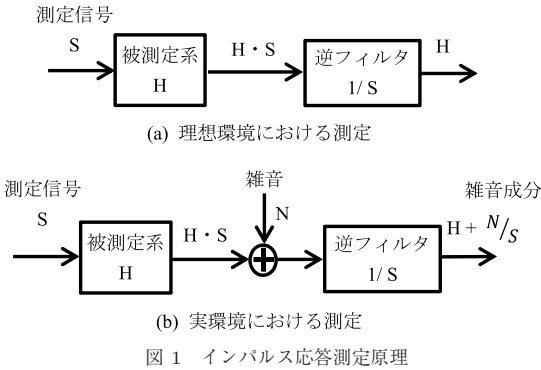 測定信号
S
被測定系
H
H・S
逆フィルタ
1/ S
H
(a) 理想環境における測定
雑音
N
測定信号
S
被測定系
H
H・S
逆フィルタ
1/ S
雑音成分
H + N/S
(b) 実環境における測定
図 1 インパルス応答測定原理